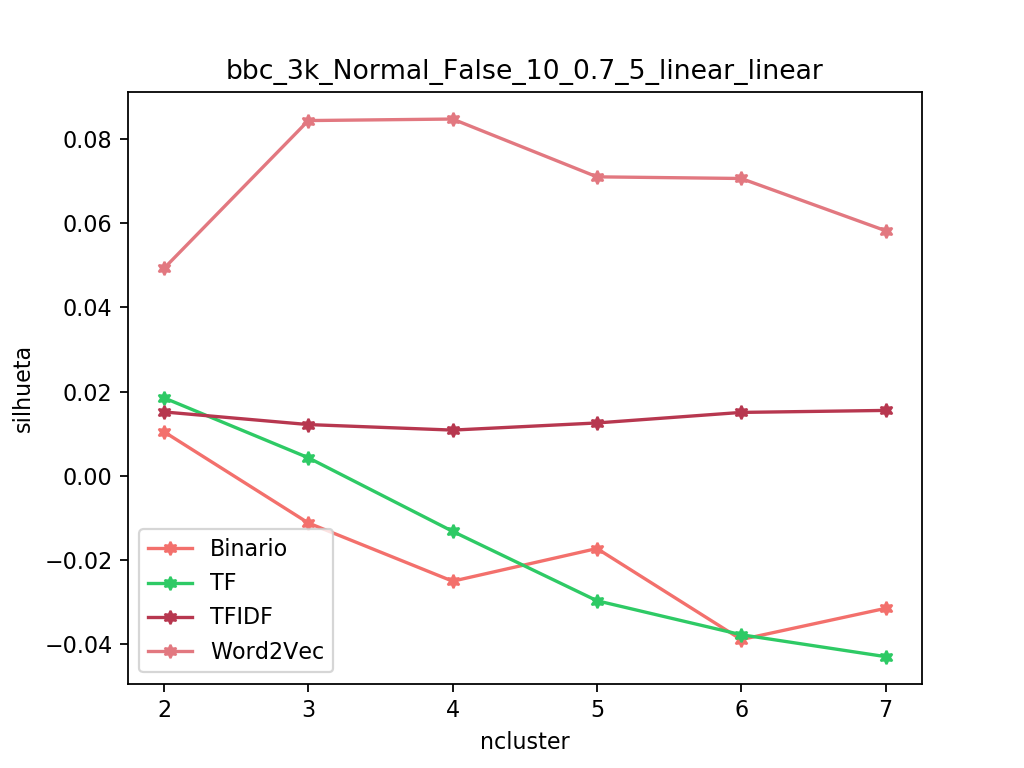 bbc_3k_Normal_False_10_0.7_5_linear_linear
silhueta
0.08
0.06
0.04
0.02
0.00
−0.02
−0.04
Binario
TF
TFIDF
Word2Vec
2 3 4 5 6 7
ncluster